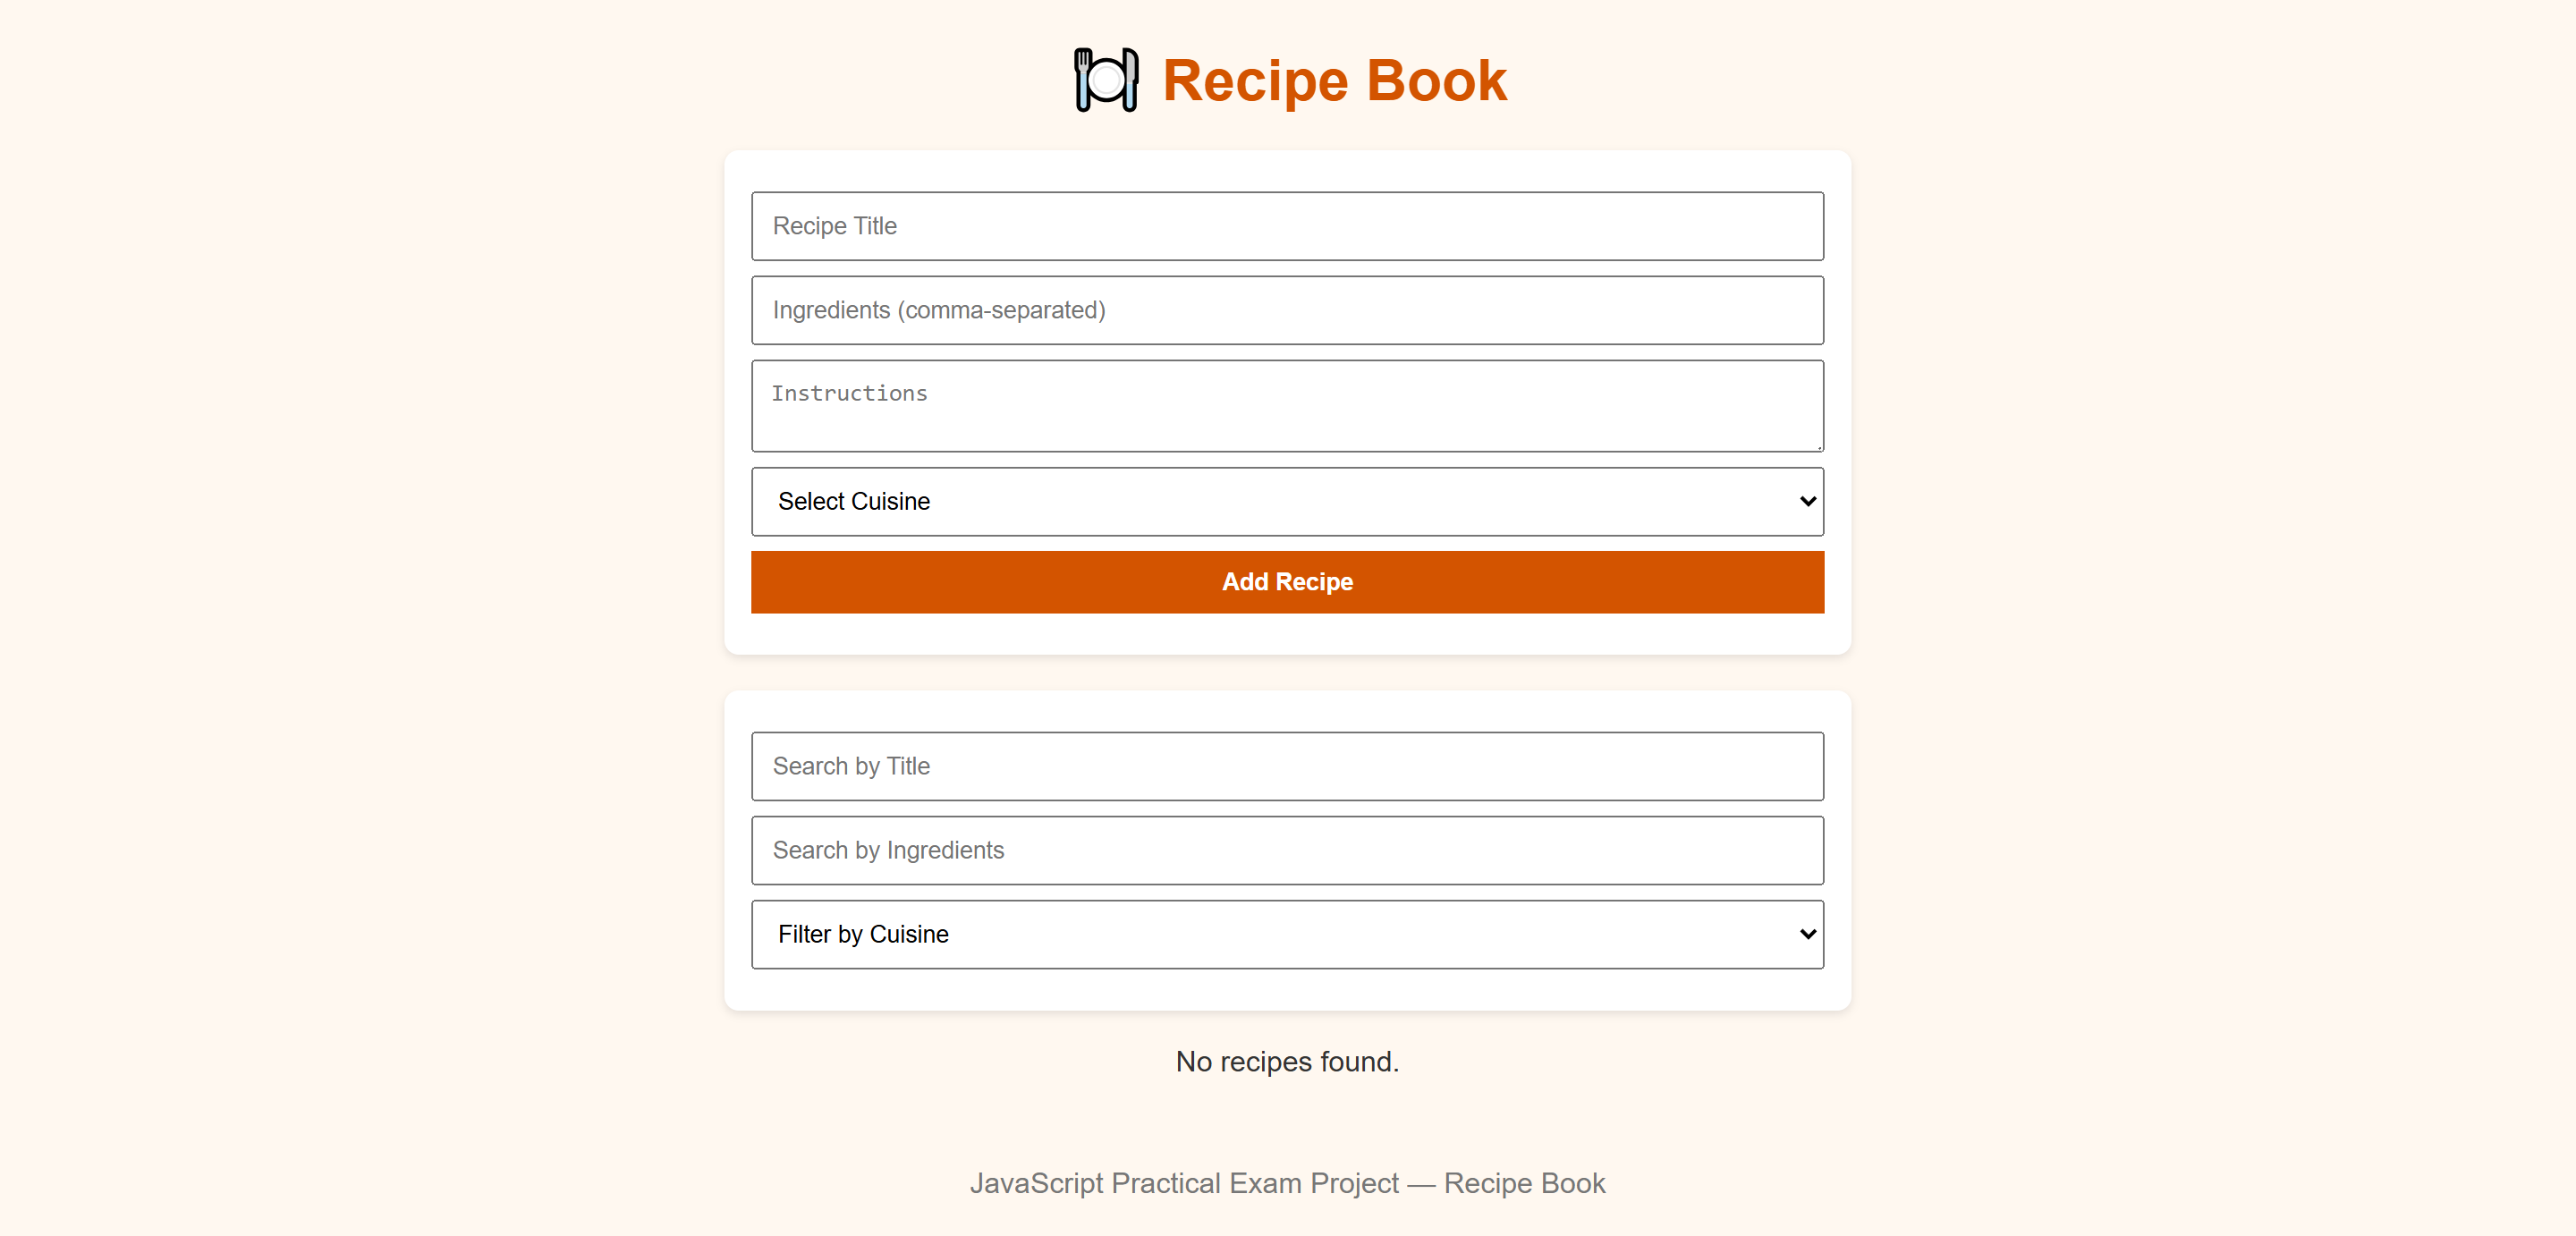 Recipe Book
Recipe Title
Ingredients (comma-separated)
Instructions
Select Cuisine
Add Recipe
Search by Title
Search by Ingredients
Filter by Cuisine
No recipes found.
JavaScript Practical Exam Project — Recipe Book